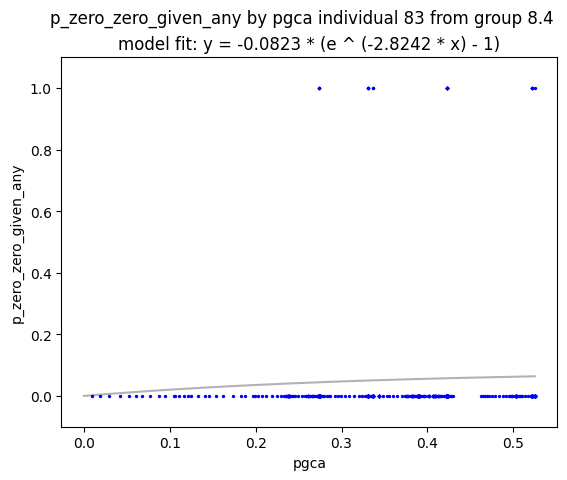 p_zero_zero_given_any by pgca individual 83 from group 8.4
model fit: y = -0.0823 * (e ^ (-2.8242 * x) - 1)
1.0
0.8
0.6
0.4
0.2
0.0
p_zero_zero_given_any
0.0 0.1 0.2 0.3 0.4 0.5
pgca